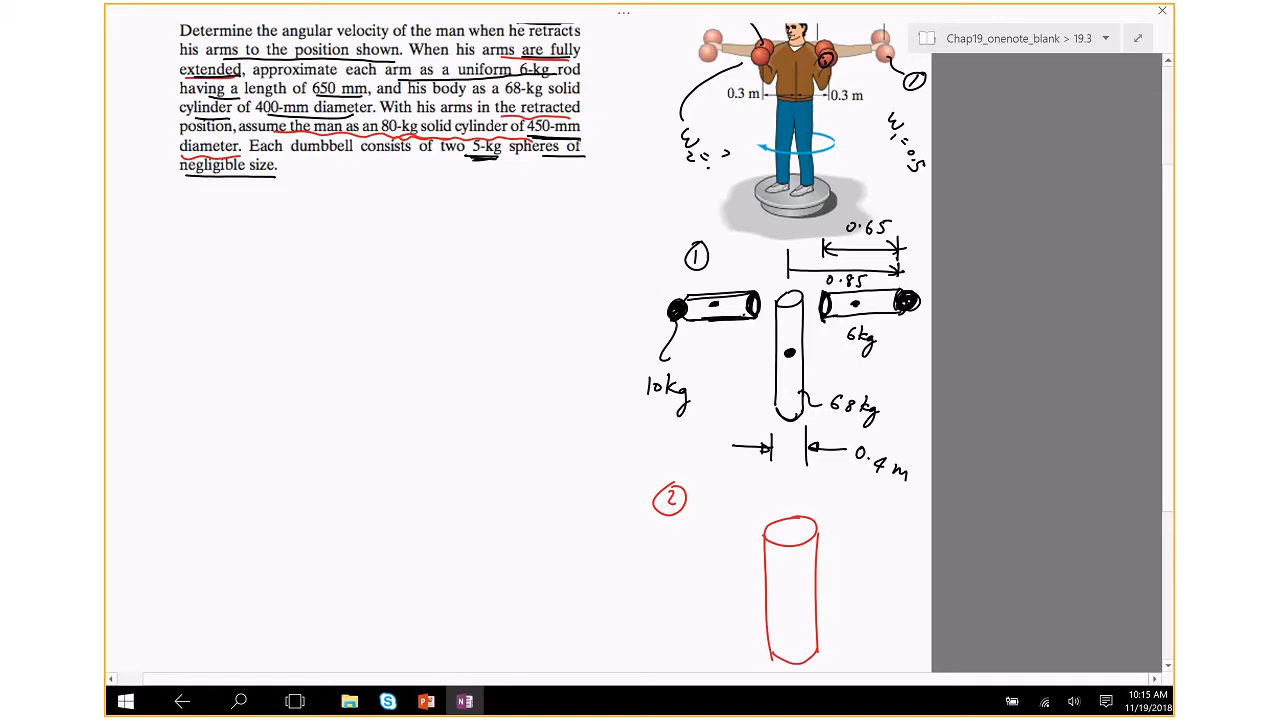 Determine the angular velocity of the man when he retracts
his arms to the position shown. When his arms are fully
extended, approximate each arm as a uniform 6-kg rod
having a length of 650 mm, and his body as a 68-kg solid
cylinder of 400-mm diameter. With his arms in the retracted
position, assume the man as an 80-kg solid cylinder of 450-mm
diameter. Each dumbbell consists of two 5-kg spheres of
negligible size.
Chap19_onenote_blank > 19.3
0.3 m
0.3 m
1
ω₂ = ?
ω₁ = 0.5
0.65
1
0.85
6kg
10kg
68kg
0.4 m
2
10:15 AM
11/19/2018